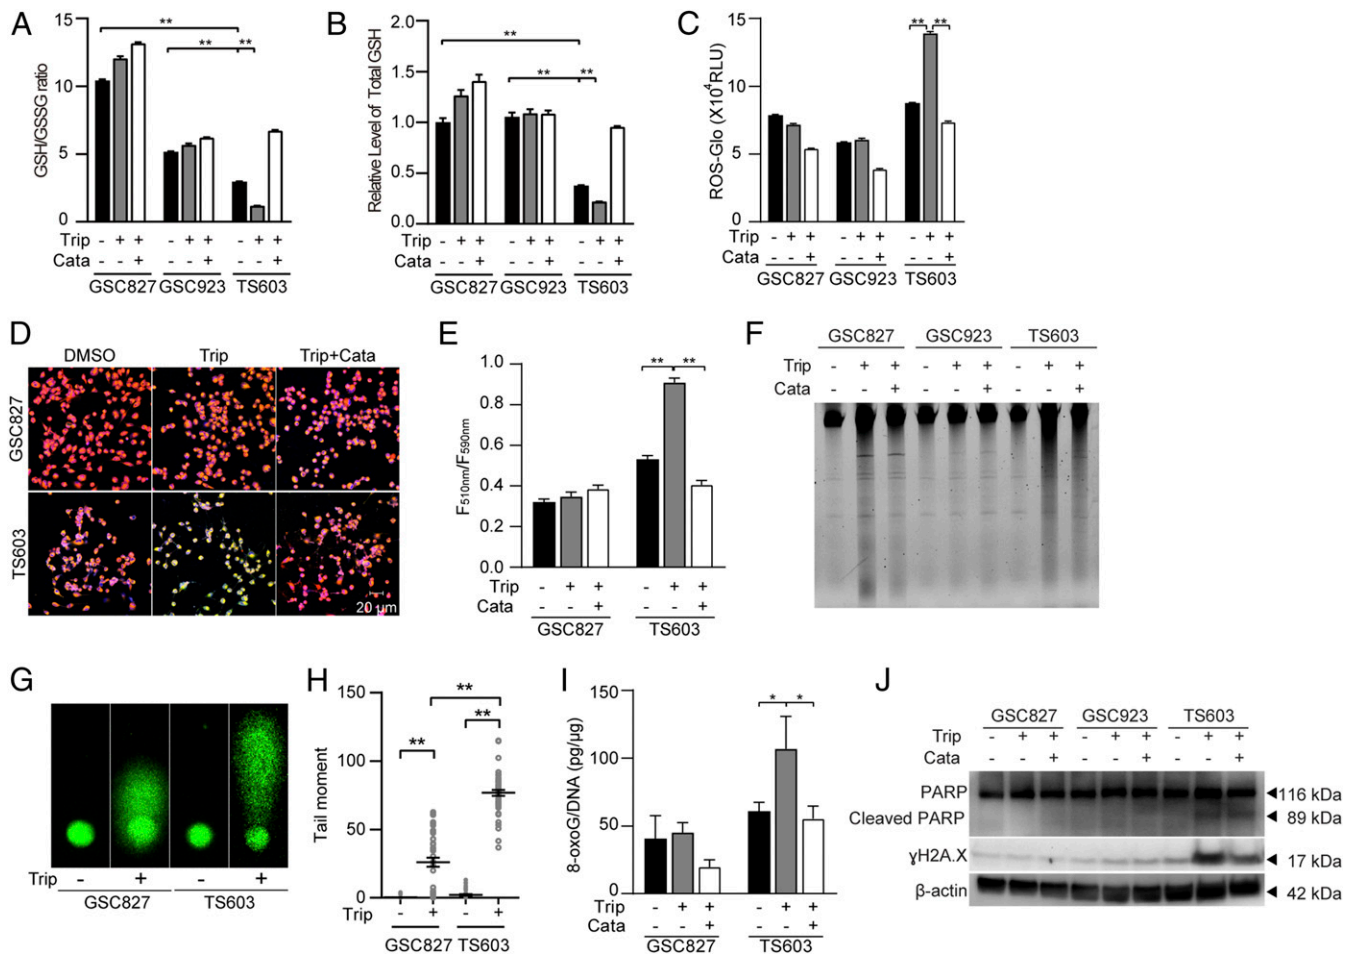 A
GSH/GSSG ratio
15
10
5
0
**
** **
Trip - + + - + + - + +
Cata + + +
GSC827 GSC923 TS603
B
Relative Level of Total GSH
2.0
1.5
1.0
0.5
0.0
**
** **
Trip - + + - + + - + +
Cata + + +
GSC827 GSC923 TS603
C
ROS-Glo (X10⁴RLU)
15
10
5
0
** **
Trip - + + - + + - + +
Cata + + +
GSC827 GSC923 TS603
D
DMSO Trip Trip+Cata
GSC827
TS603
20 µm
E
F510nm/F590nm
1.0
0.8
0.6
0.4
0.2
0.0
** **
Trip - + + - + +
Cata + +
GSC827 TS603
F
GSC827 GSC923 TS603
Trip - + + - + + - + +
Cata + + +
G
Trip - + - +
GSC827 TS603
H
Tail moment
150
100
50
0
**
** **
Trip - + - +
GSC827 TS603
I
8-oxoG/DNA (pg/µg)
150
100
50
0
* *
Trip - + + - + +
Cata + +
GSC827 TS603
J
GSC827 GSC923 TS603
Trip - + + - + + - + +
Cata + + +
PARP ◀116 kDa
Cleaved PARP ◀ 89 kDa
ɣH2A.X ◀ 17 kDa
β-actin ◀ 42 kDa